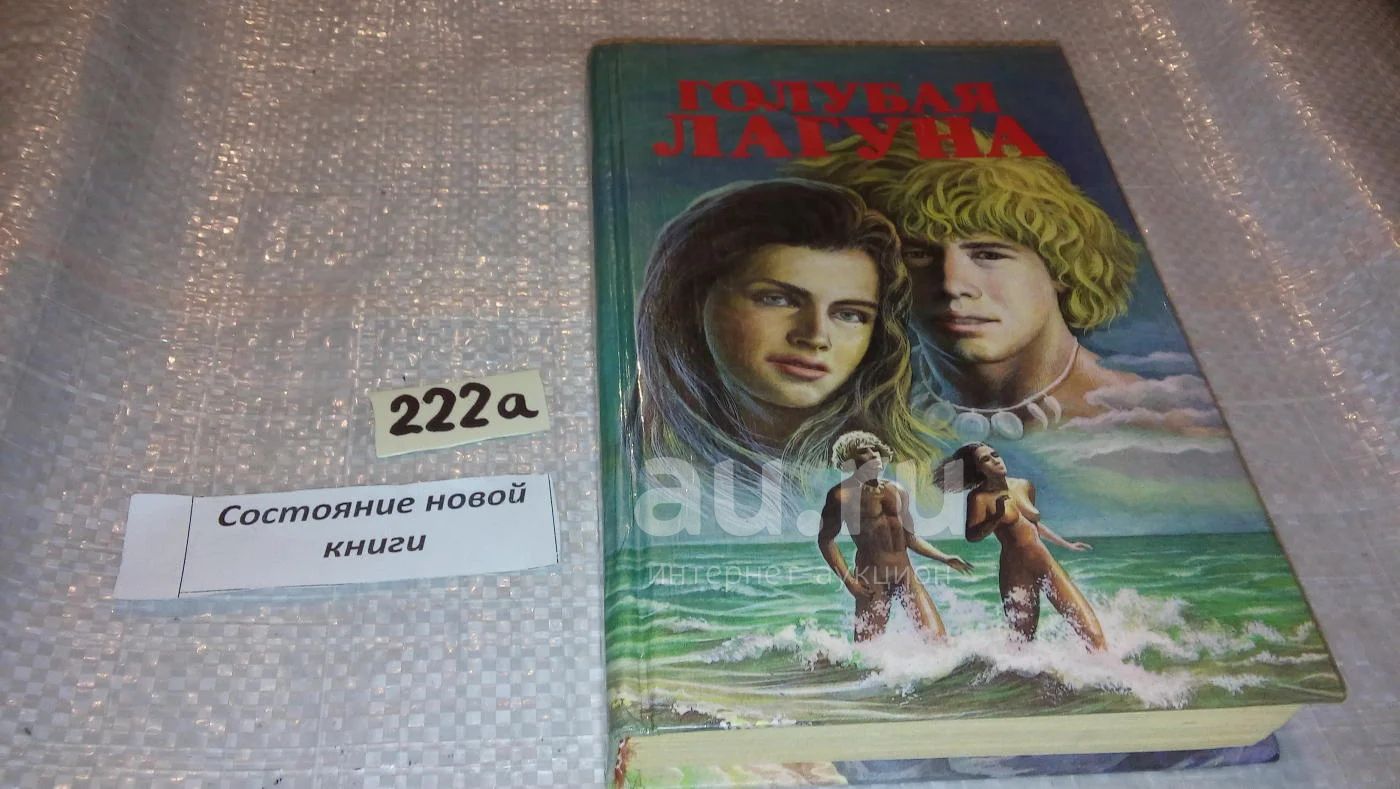 ГОЛУБАЯ
ЛАГУНА
222а
Состояние новой
книги
au.ru
интернет-аукцион